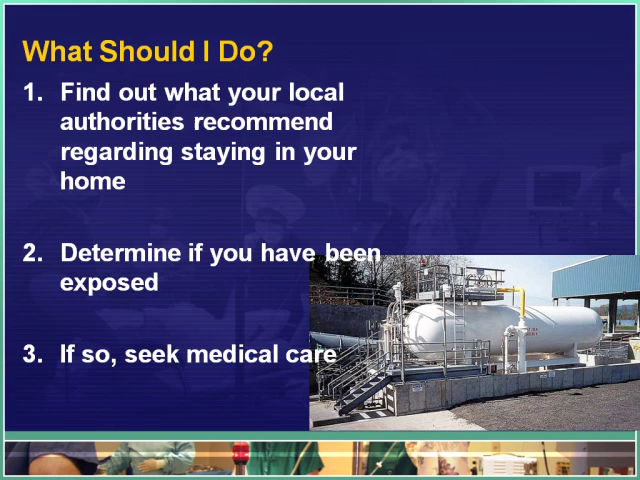 What Should I Do?
1. Find out what your local
authorities recommend
regarding staying in your
home
2. Determine if you have been
exposed
3. If so, seek medical care